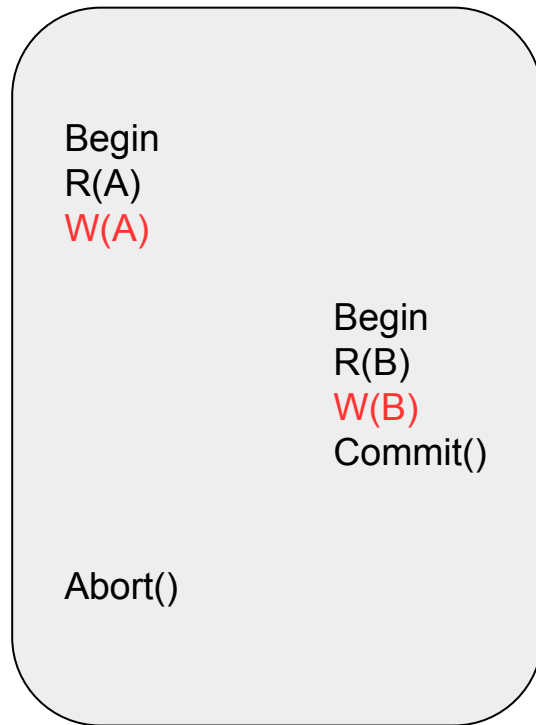 Begin
R(A)
W(A)
Begin
R(B)
W(B)
Commit()
Abort()